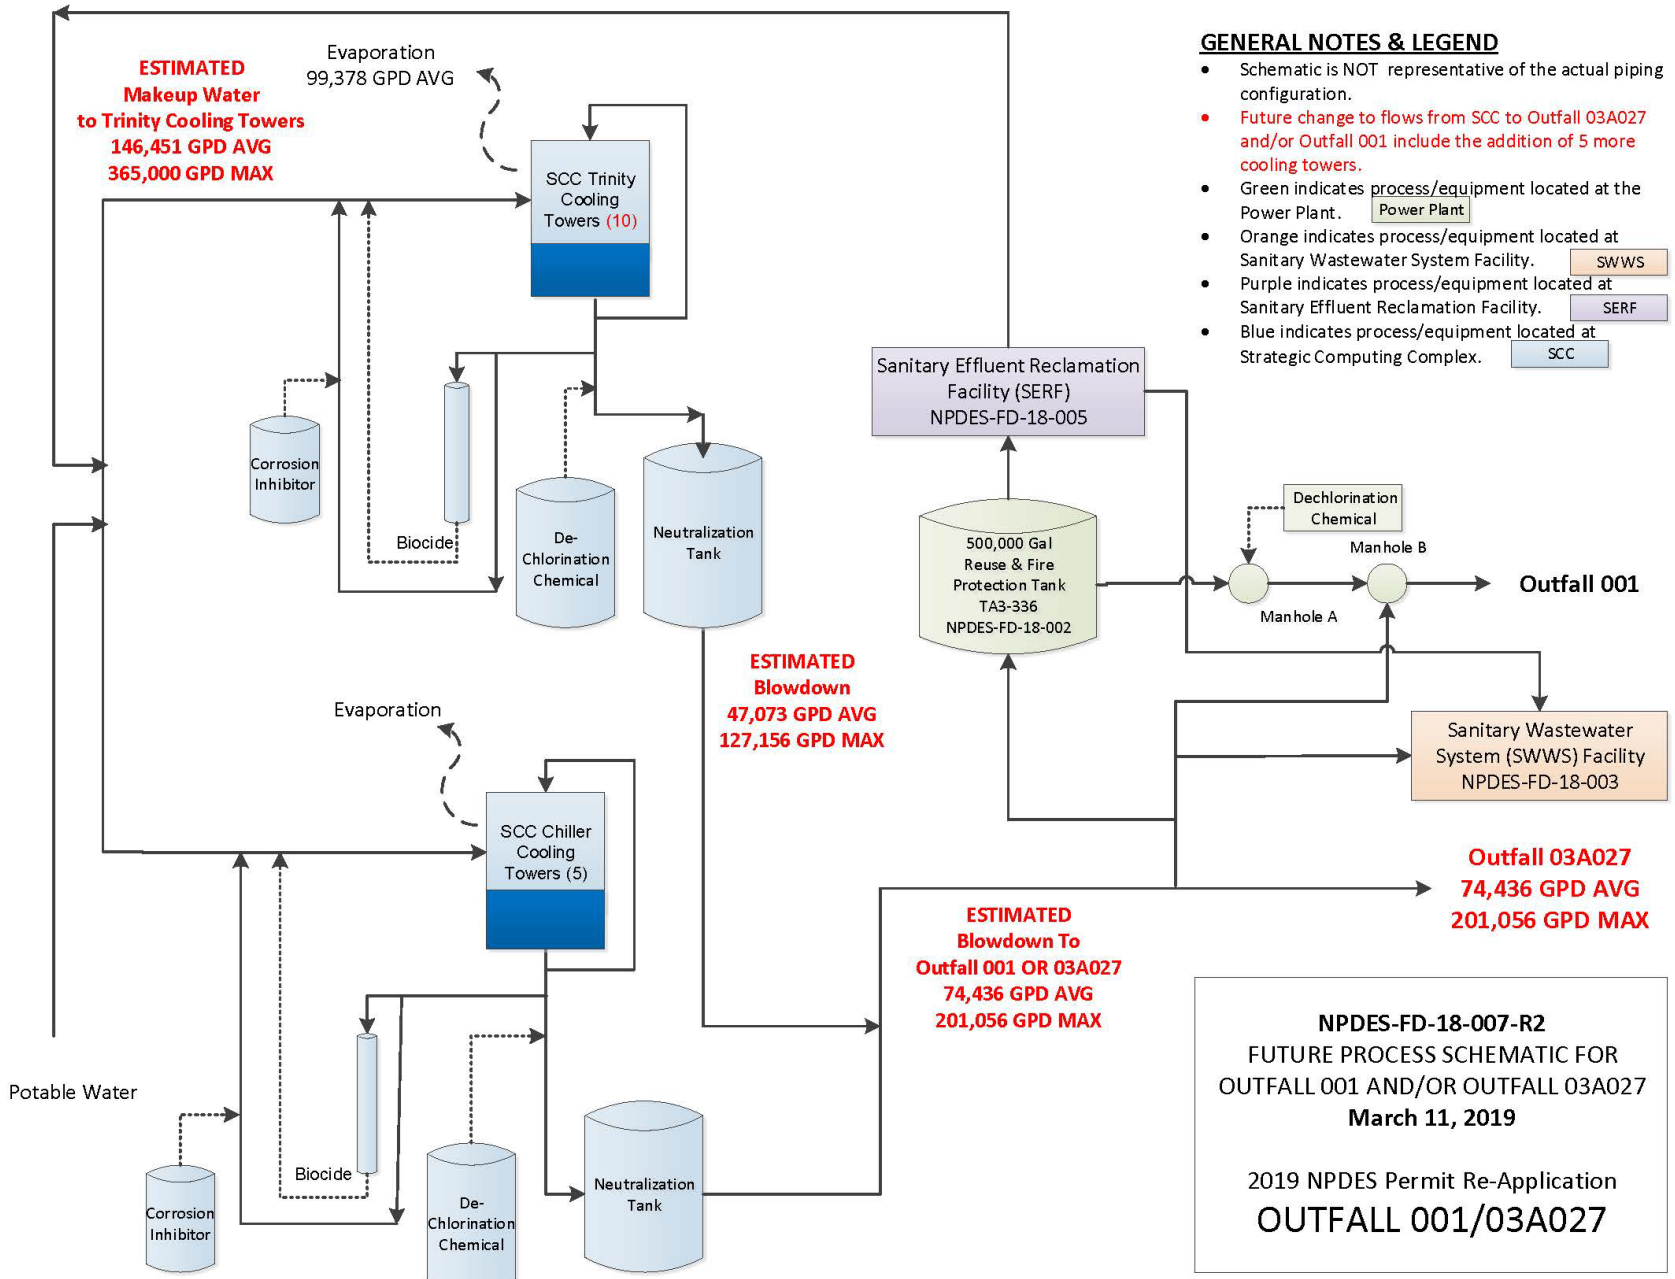 Evaporation
99,378 GPD AVG
ESTIMATED
Makeup Water
to Trinity Cooling Towers
146,451 GPD AVG
365,000 GPD MAX
SCC Trinity
Cooling
Towers (10)
Corrosion
Inhibitor
Biocide
De-
Chlorination
Chemical
Neutralization
Tank
ESTIMATED
Blowdown
47,073 GPD AVG
127,156 GPD MAX
Evaporation
SCC Chiller
Cooling
Towers (5)
Potable Water
Corrosion
Inhibitor
Biocide
De-
Chlorination
Chemical
Neutralization
Tank
ESTIMATED
Blowdown To
Outfall 001 OR 03A027
74,436 GPD AVG
201,056 GPD MAX
GENERAL NOTES & LEGEND
• Schematic is NOT representative of the actual piping
configuration.
• Future change to flows from SCC to Outfall 03A027
and/or Outfall 001 include the addition of 5 more
cooling towers.
• Green indicates process/equipment located at the
Power Plant. Power Plant
• Orange indicates process/equipment located at
Sanitary Wastewater System Facility. SWWS
• Purple indicates process/equipment located at
Sanitary Effluent Reclamation Facility. SERF
• Blue indicates process/equipment located at
Strategic Computing Complex. SCC
Sanitary Effluent Reclamation
Facility (SERF)
NPDES-FD-18-005
500,000 Gal
Reuse & Fire
Protection Tank
TA3-336
NPDES-FD-18-002
Dechlorination
Chemical
Manhole B
Manhole A
Outfall 001
Sanitary Wastewater
System (SWWS) Facility
NPDES-FD-18-003
Outfall 03A027
74,436 GPD AVG
201,056 GPD MAX
NPDES-FD-18-007-R2
FUTURE PROCESS SCHEMATIC FOR
OUTFALL 001 AND/OR OUTFALL 03A027
March 11, 2019
2019 NPDES Permit Re-Application
OUTFALL 001/03A027